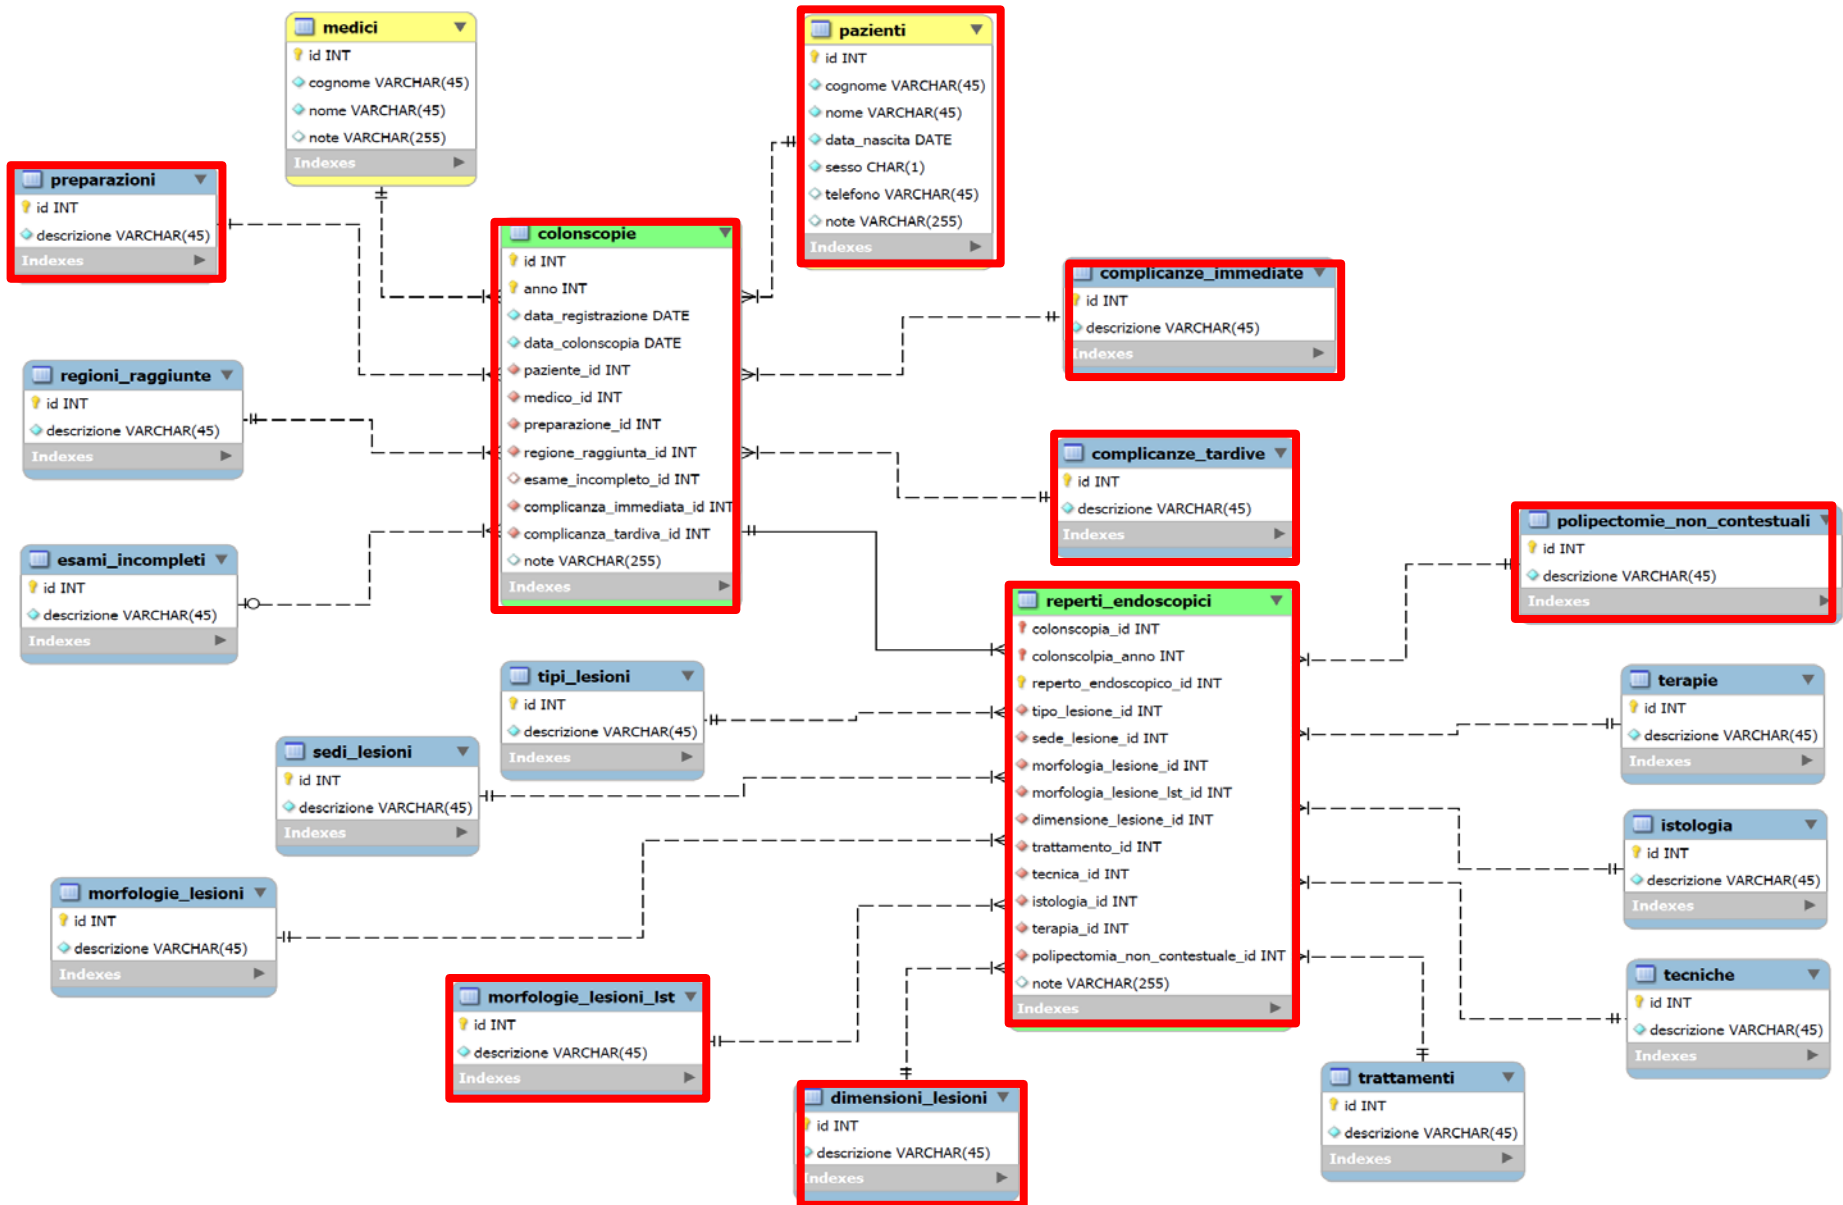 medici
id INT
cognome VARCHAR(45)
nome VARCHAR(45)
note VARCHAR(255)
Indexes
pazienti
id INT
cognome VARCHAR(45)
nome VARCHAR(45)
data_nascita DATE
sesso CHAR(1)
telefono VARCHAR(45)
note VARCHAR(255)
Indexes
preparazioni
id INT
descrizione VARCHAR(45)
Indexes
colonscopie
id INT
anno INT
data_registrazione DATE
data_colonscopia DATE
paziente_id INT
medico_id INT
preparazione_id INT
regione_raggiunta_id INT
esame_incompleto_id INT
complicanza_immediata_id INT
complicanza_tardiva_id INT
note VARCHAR(255)
Indexes
complicanze_immediate
id INT
descrizione VARCHAR(45)
Indexes
regioni_raggiunte
id INT
descrizione VARCHAR(45)
Indexes
complicanze_tardive
id INT
descrizione VARCHAR(45)
Indexes
polipectomie_non_contestuali
id INT
descrizione VARCHAR(45)
Indexes
esami_incompleti
id INT
descrizione VARCHAR(45)
Indexes
reperti_endoscopici
colonscopia_id INT
colonscolpia_anno INT
reperto_endoscopico_id INT
tipo_lesione_id INT
sede_lesione_id INT
morfologia_lesione_id INT
morfologia_lesione_lst_id INT
dimensione_lesione_id INT
trattamento_id INT
tecnica_id INT
istologia_id INT
terapia_id INT
polipectomia_non_contestuale_id INT
note VARCHAR(255)
Indexes
tipi_lesioni
id INT
descrizione VARCHAR(45)
Indexes
terapie
id INT
descrizione VARCHAR(45)
Indexes
sedi_lesioni
id INT
descrizione VARCHAR(45)
Indexes
istologia
id INT
descrizione VARCHAR(45)
Indexes
morfologie_lesioni
id INT
descrizione VARCHAR(45)
Indexes
tecniche
id INT
descrizione VARCHAR(45)
Indexes
morfologie_lesioni_lst
id INT
descrizione VARCHAR(45)
Indexes
trattamenti
id INT
descrizione VARCHAR(45)
Indexes
dimensioni_lesioni
id INT
descrizione VARCHAR(45)
Indexes